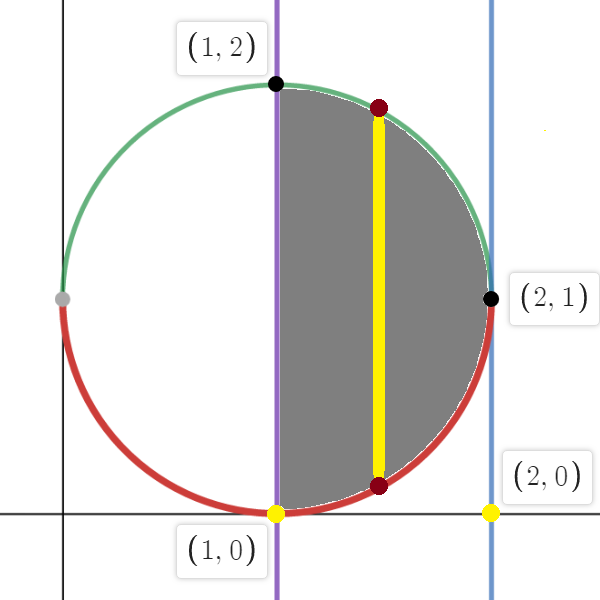 (1, 2)
(2, 1)
(2, 0)
(1, 0)